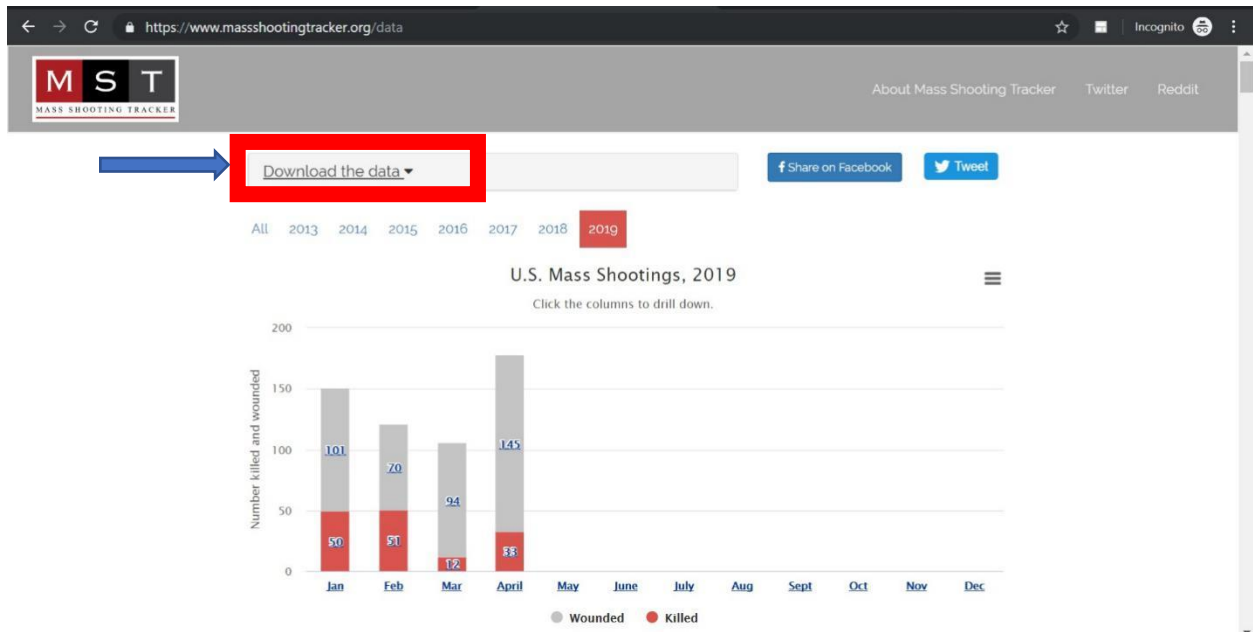 https://www.massshootingtracker.org/data
Incognito
M S T
MASS SHOOTING TRACKER
About Mass Shooting Tracker Twitter Reddit
Download the data
f Share on Facebook
Tweet
All 2013 2014 2015 2016 2017 2018 2019
U.S. Mass Shootings, 2019
Click the columns to drill down.
Number killed and wounded
200
150
100
50
0
101
70
94
145
50
51
12
33
Jan Feb Mar April May June July Aug Sept Oct Nov Dec
Wounded Killed